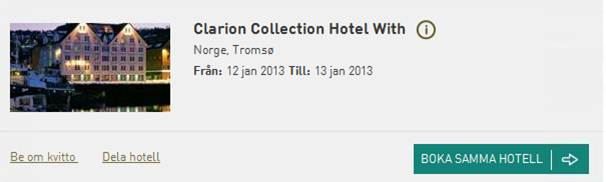 Clarion Collection Hotel With
Norge, Tromsø
Från: 12 jan 2013 Till: 13 jan 2013
Be om kvitto Dela hotell BOKA SAMMA HOTELL